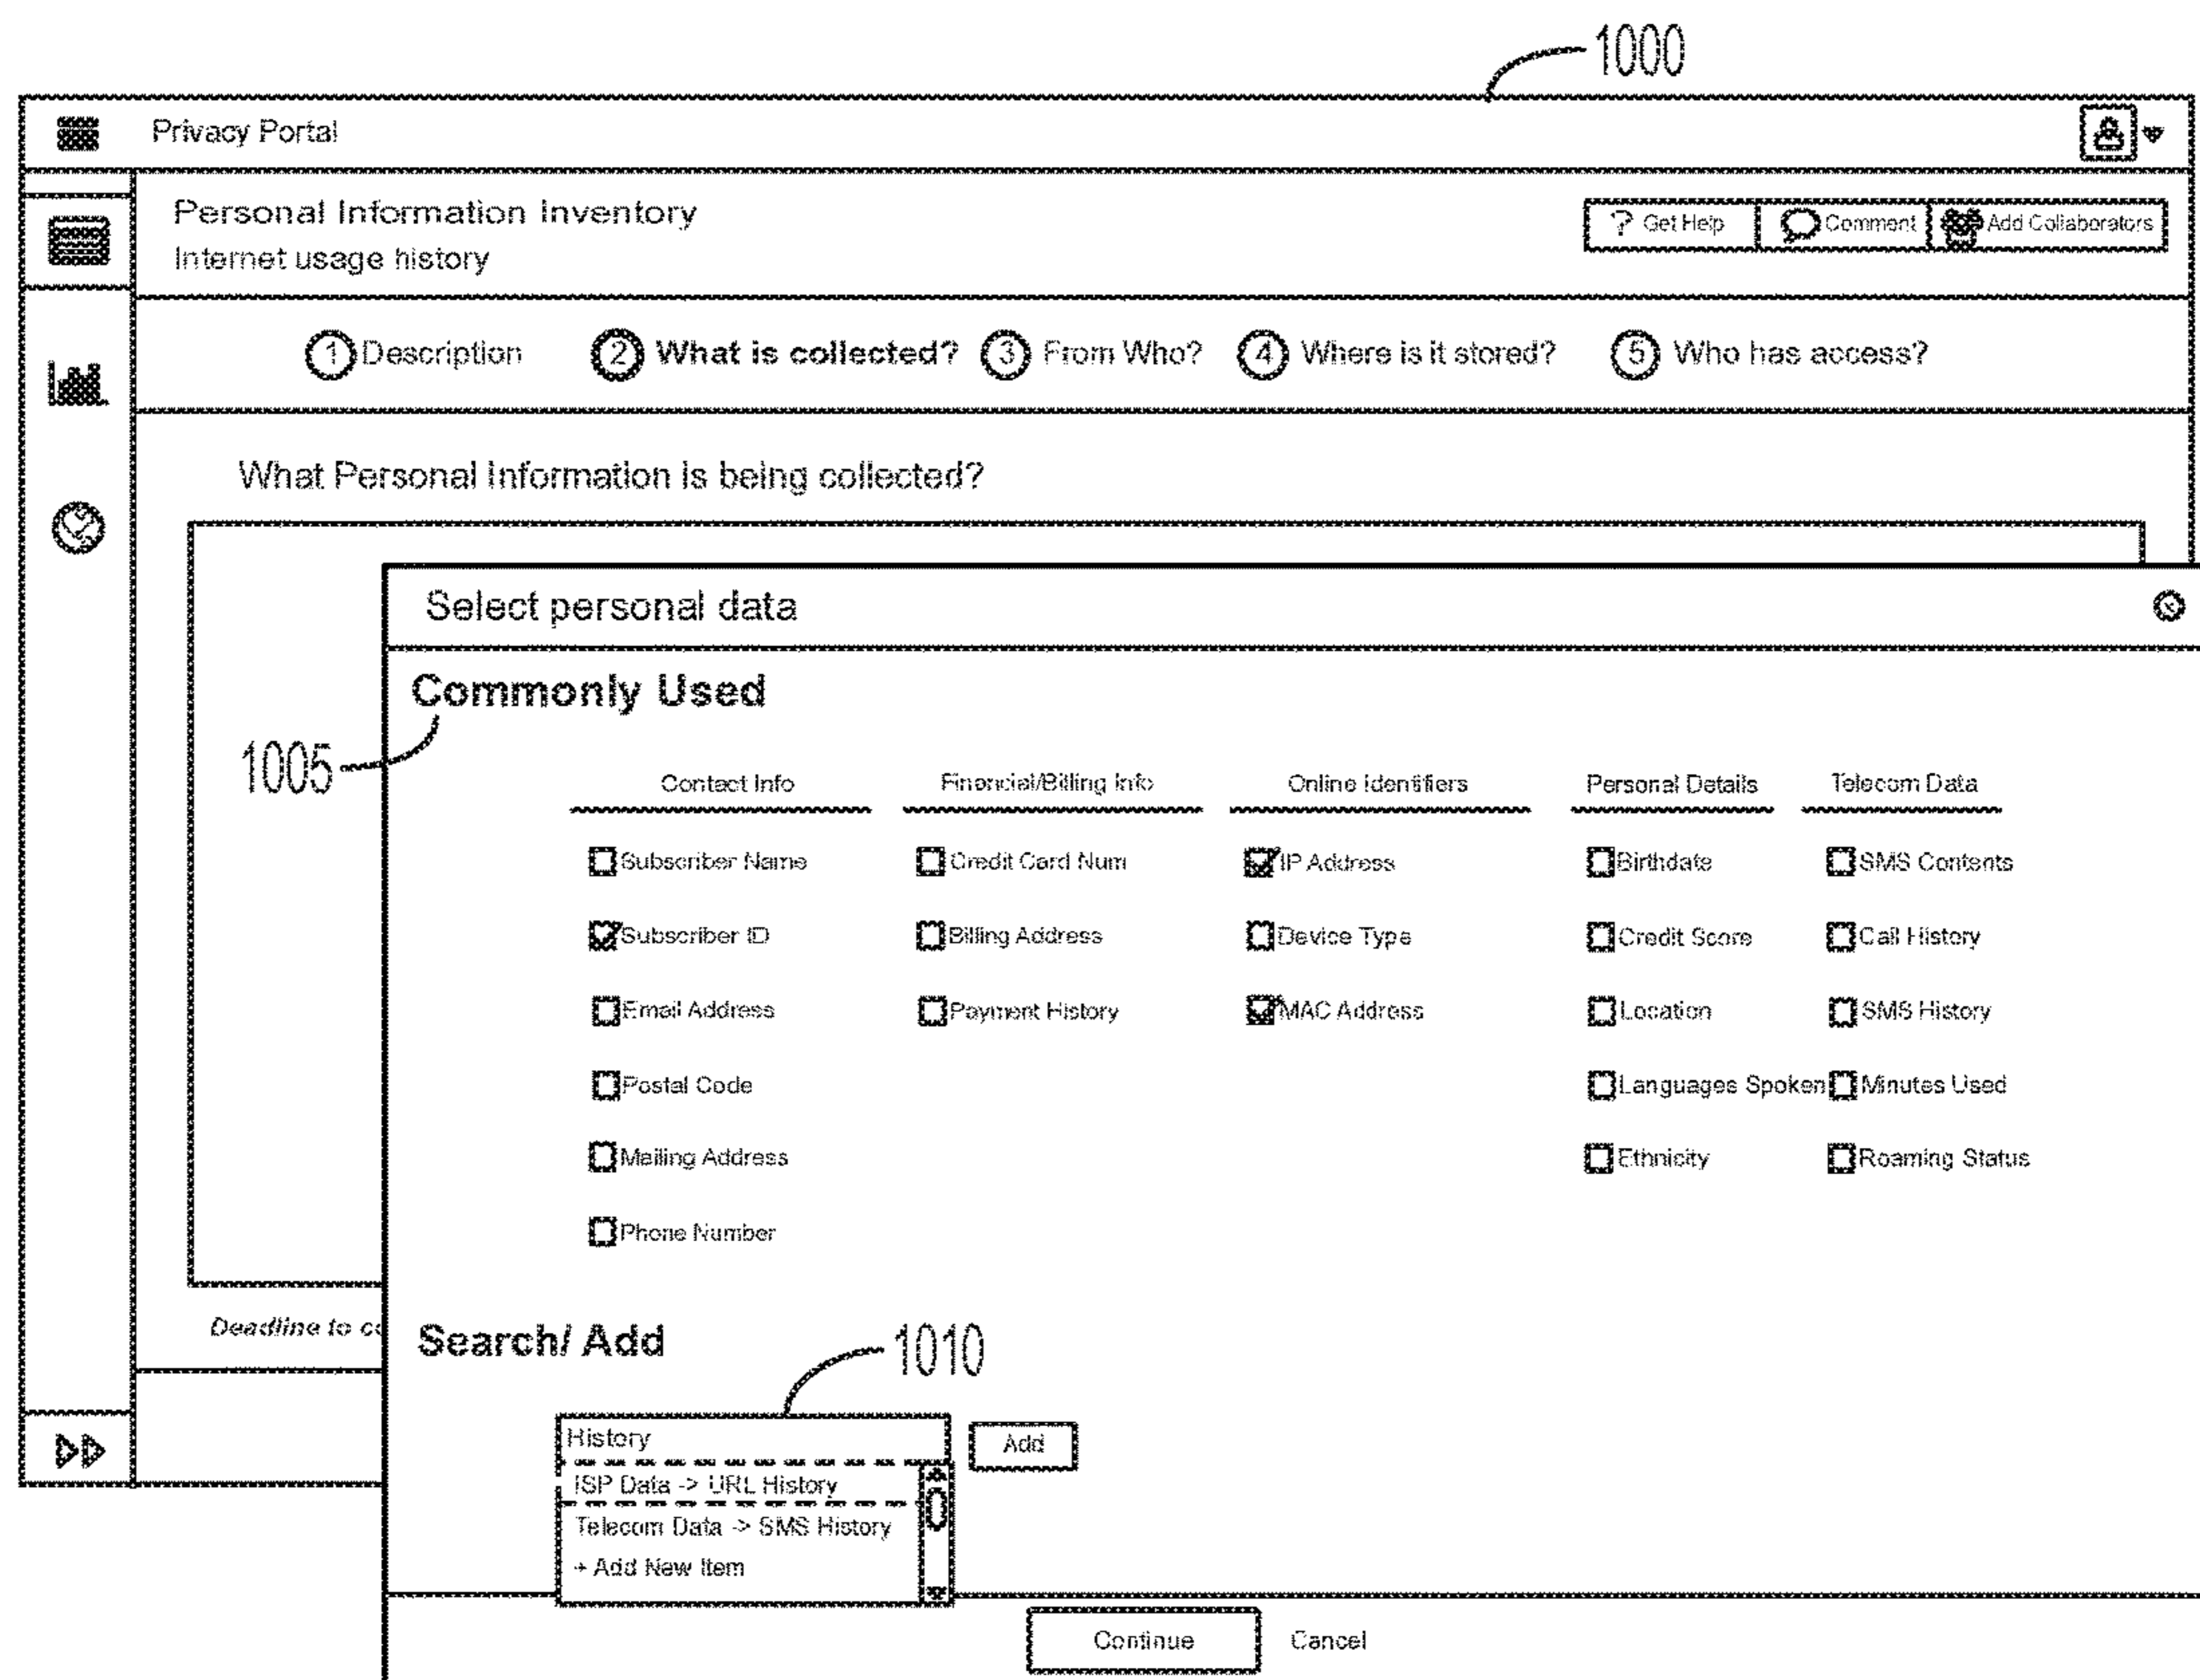 1000
Privacy Portal
Personal Information Inventory
? Get Help Comment Add Collaborators
Internet usage history
1 Description 2 What is collected? 3 From Who? 4 Where is it stored? 5 Who has access?
What Personal Information is being collected?
Select personal data
Commonly Used
1005
Contact Info Financial/Billing Info Online Identifiers Personal Details Telecom Data
Subscriber Name Credit Card Num IP Address Birthdate SMS Contents
Subscriber ID Billing Address Device Type Credit Score Call History
Email Address Payment History MAC Address Location SMS History
Postal Code Languages Spoken Minutes Used
Mailing Address Ethnicity Roaming Status
Phone Number
Deadline to co
Search/ Add
1010
History Add
ISP Data -> URL History
Telecom Data -> SMS History
+ Add New Item
Continue Cancel